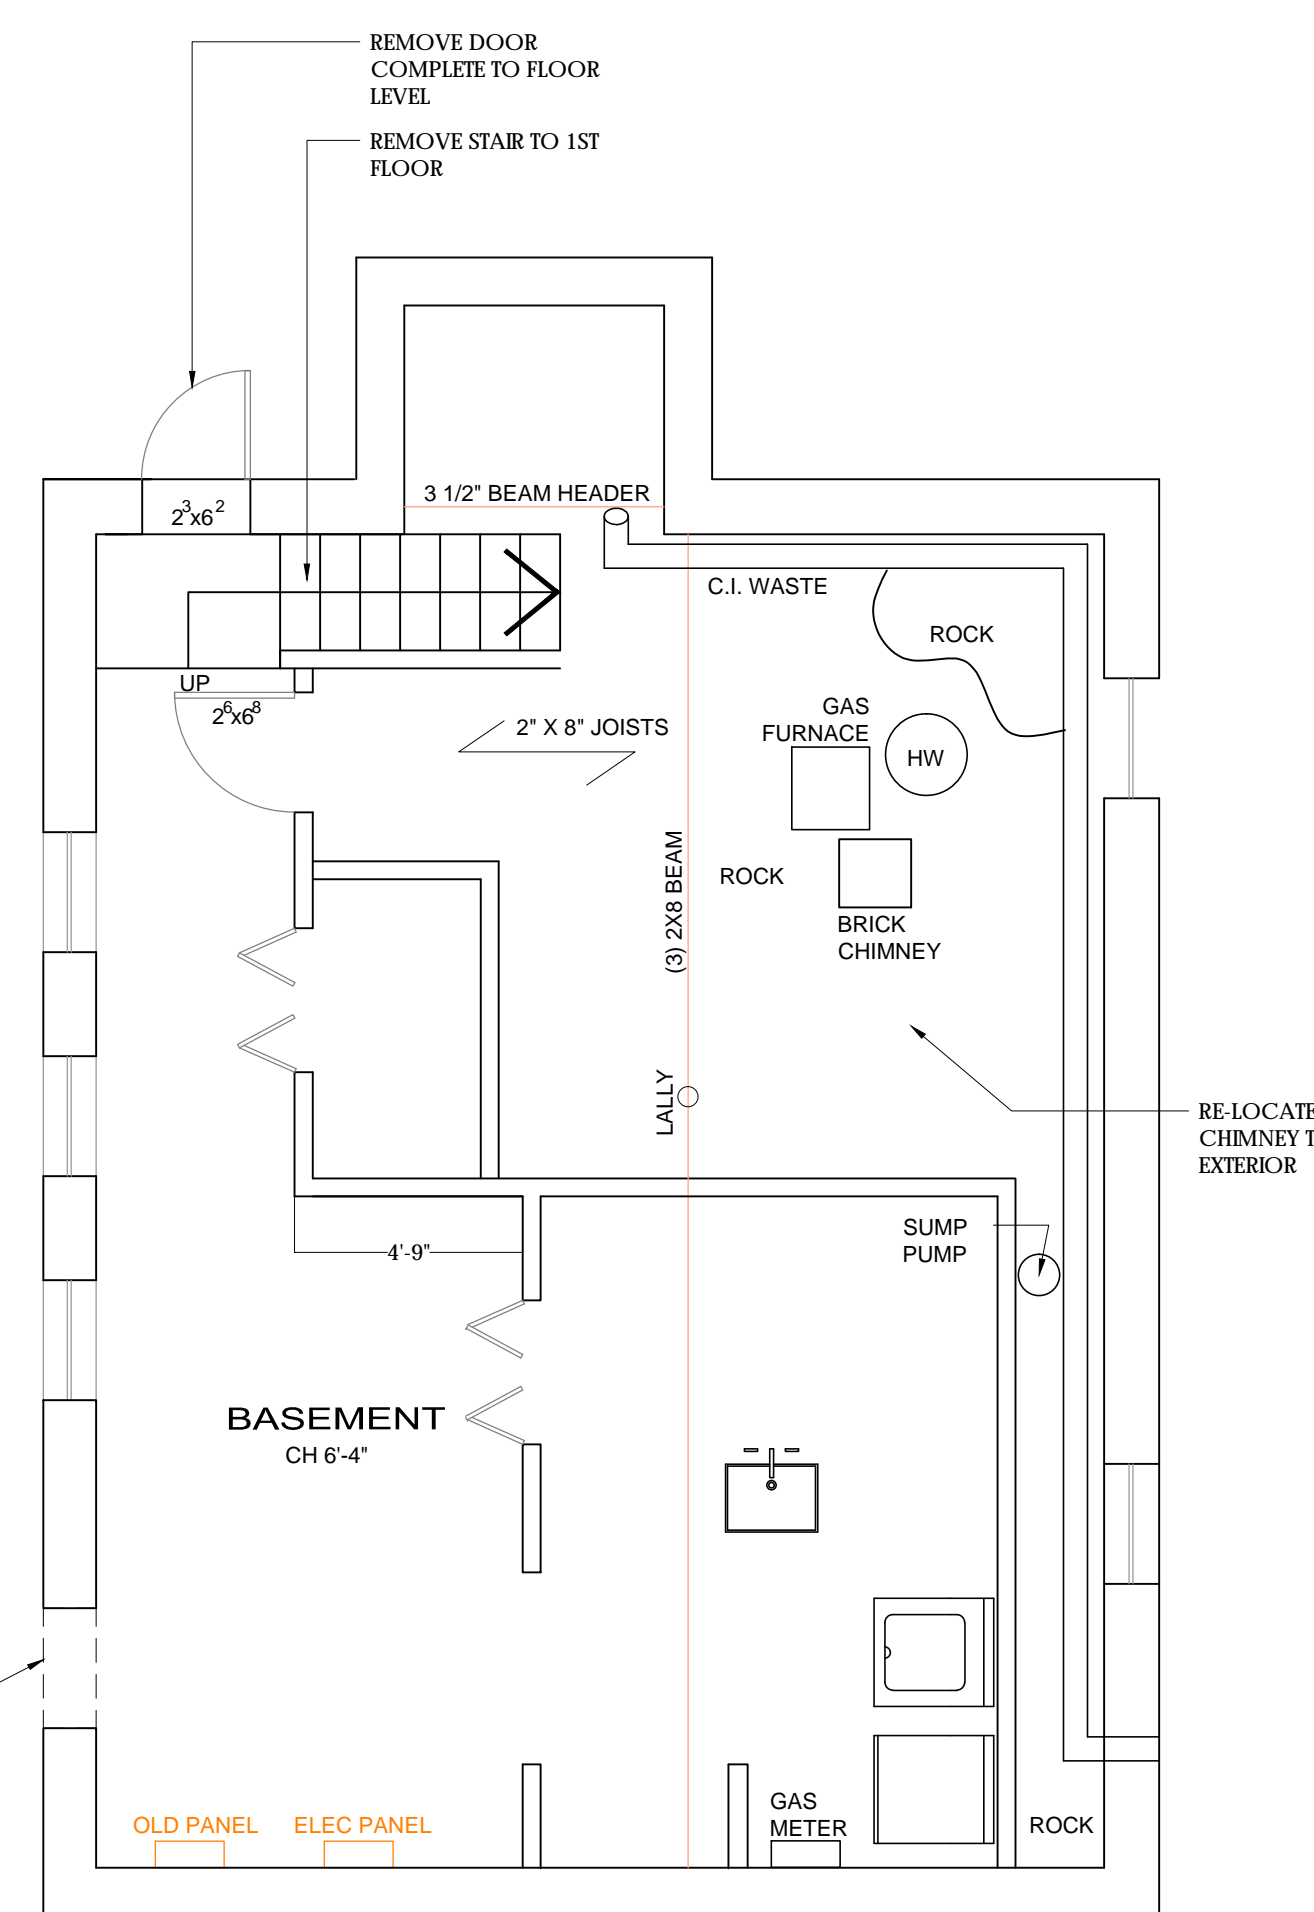 REMOVE DOOR
COMPLETE TO FLOOR
LEVEL
REMOVE STAIR TO 1ST
FLOOR
3 1/2" BEAM HEADER
2³x6²
C.I. WASTE
ROCK
UP
2⁶x6⁸
2" X 8" JOISTS
GAS
FURNACE
HW
(3) 2X8 BEAM
ROCK
BRICK
CHIMNEY
LALLY
RE-LOCATE
CHIMNEY T
EXTERIOR
SUMP
PUMP
4'-9"
BASEMENT
CH 6'-4"
OLD PANEL
ELEC PANEL
GAS
METER
ROCK